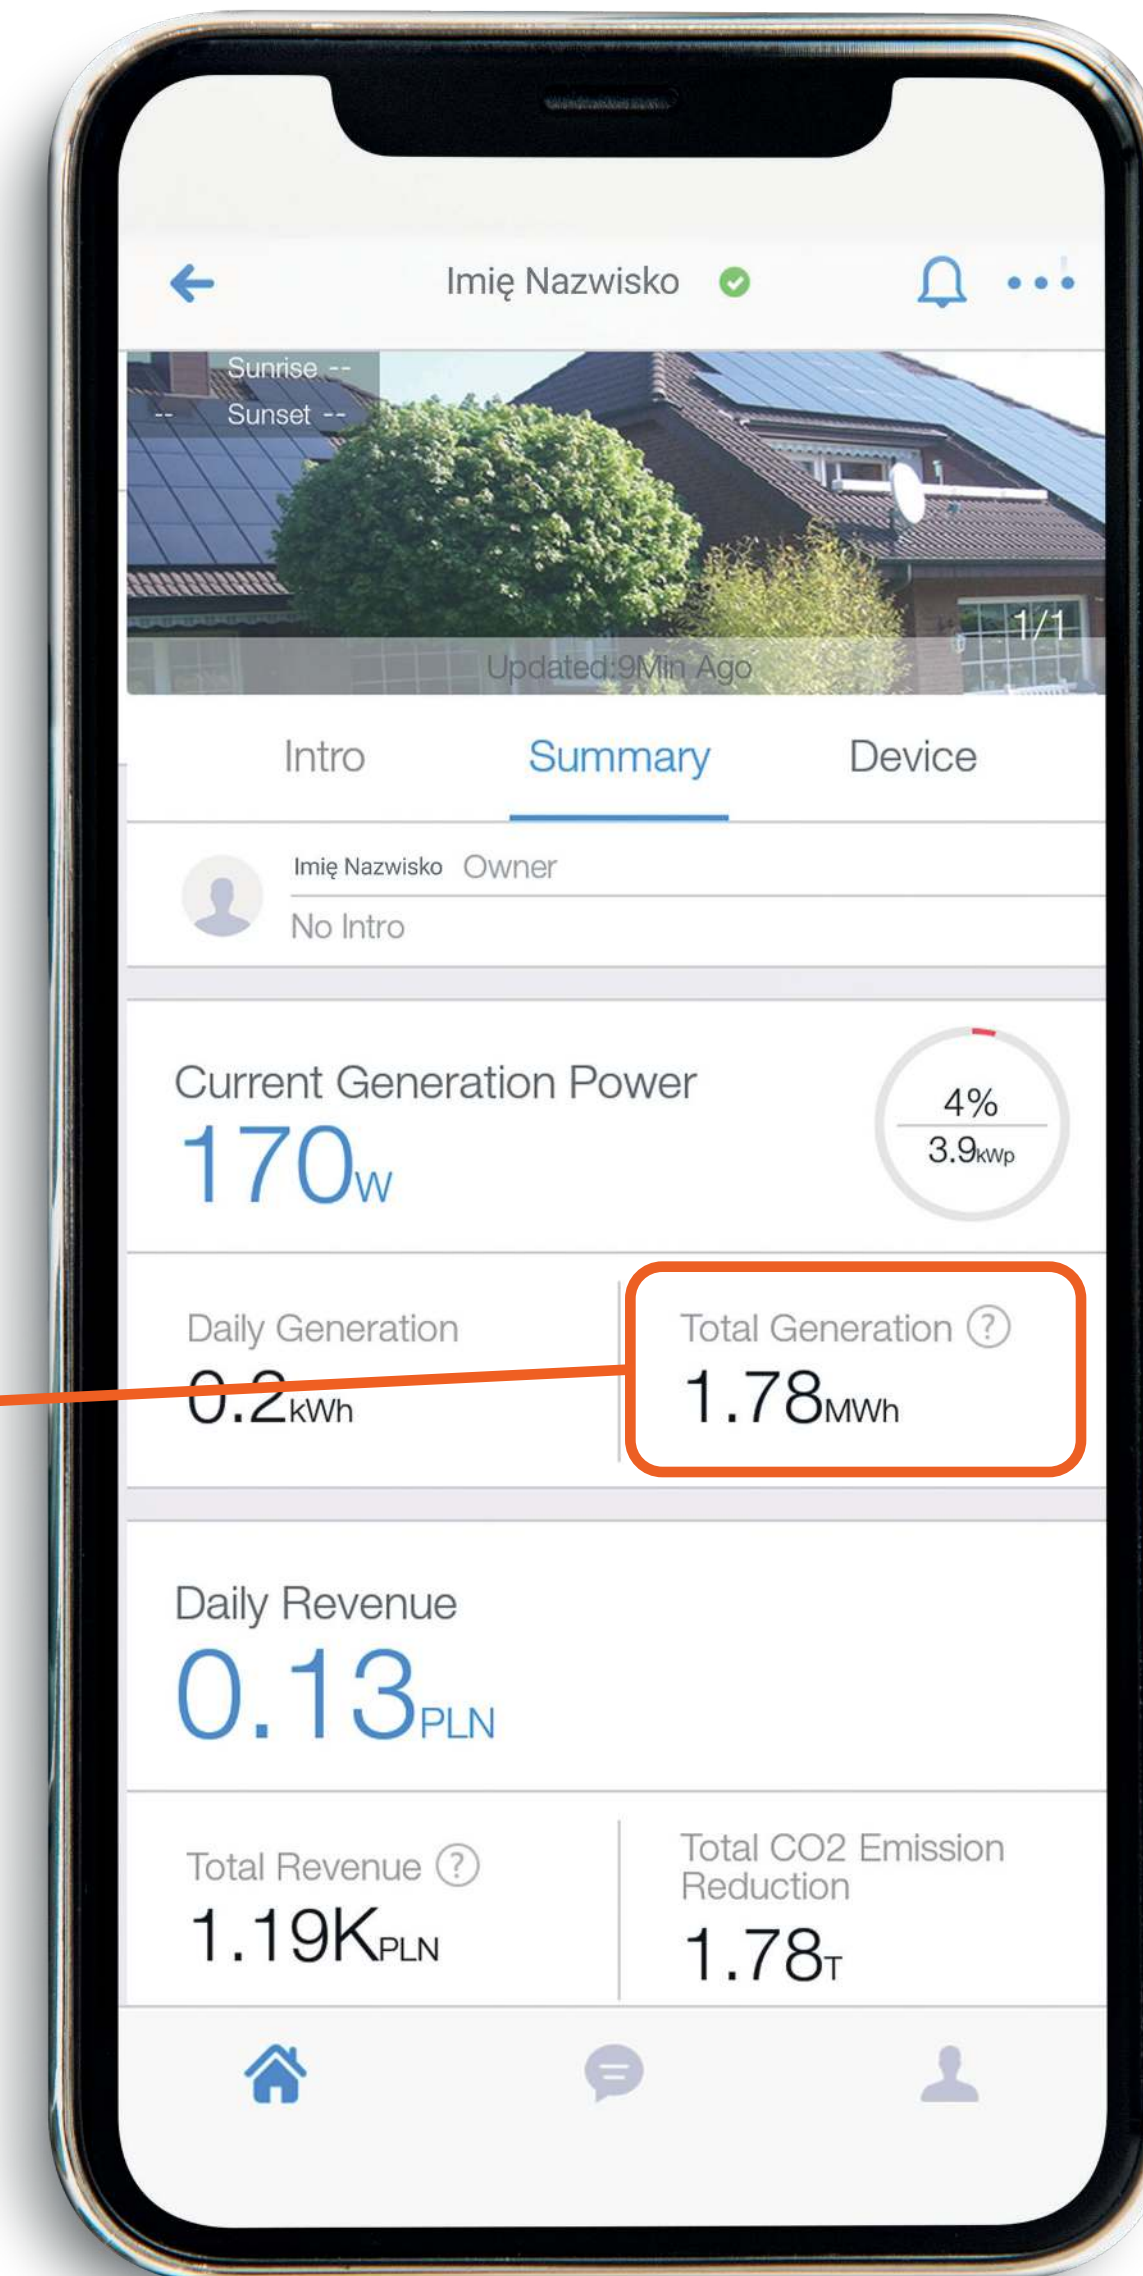 Imię Nazwisko
Sunrise --
-- Sunset --
1/1
Updated:9Min Ago
Intro Summary Device
Imię Nazwisko Owner
No Intro
Current Generation Power
170W
4%
3.9kWp
Daily Generation
0.2kWh
Total Generation ?
1.78MWh
Daily Revenue
0.13PLN
Total Revenue ?
1.19KPLN
Total CO2 Emission
Reduction
1.78T